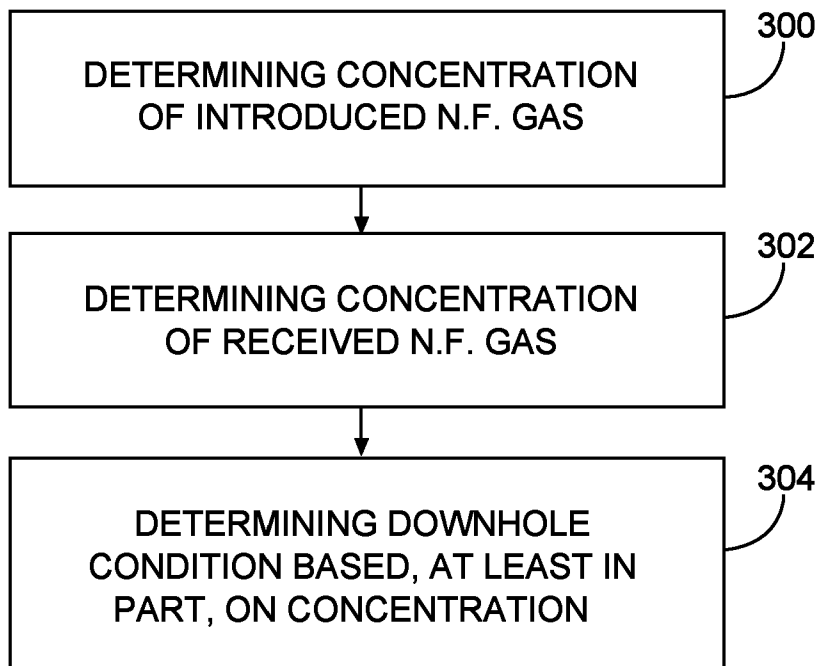 300
DETERMINING CONCENTRATION
OF INTRODUCED N.F. GAS
302
DETERMINING CONCENTRATION
OF RECEIVED N.F. GAS
304
DETERMINING DOWNHOLE
CONDITION BASED, AT LEAST IN
PART, ON CONCENTRATION